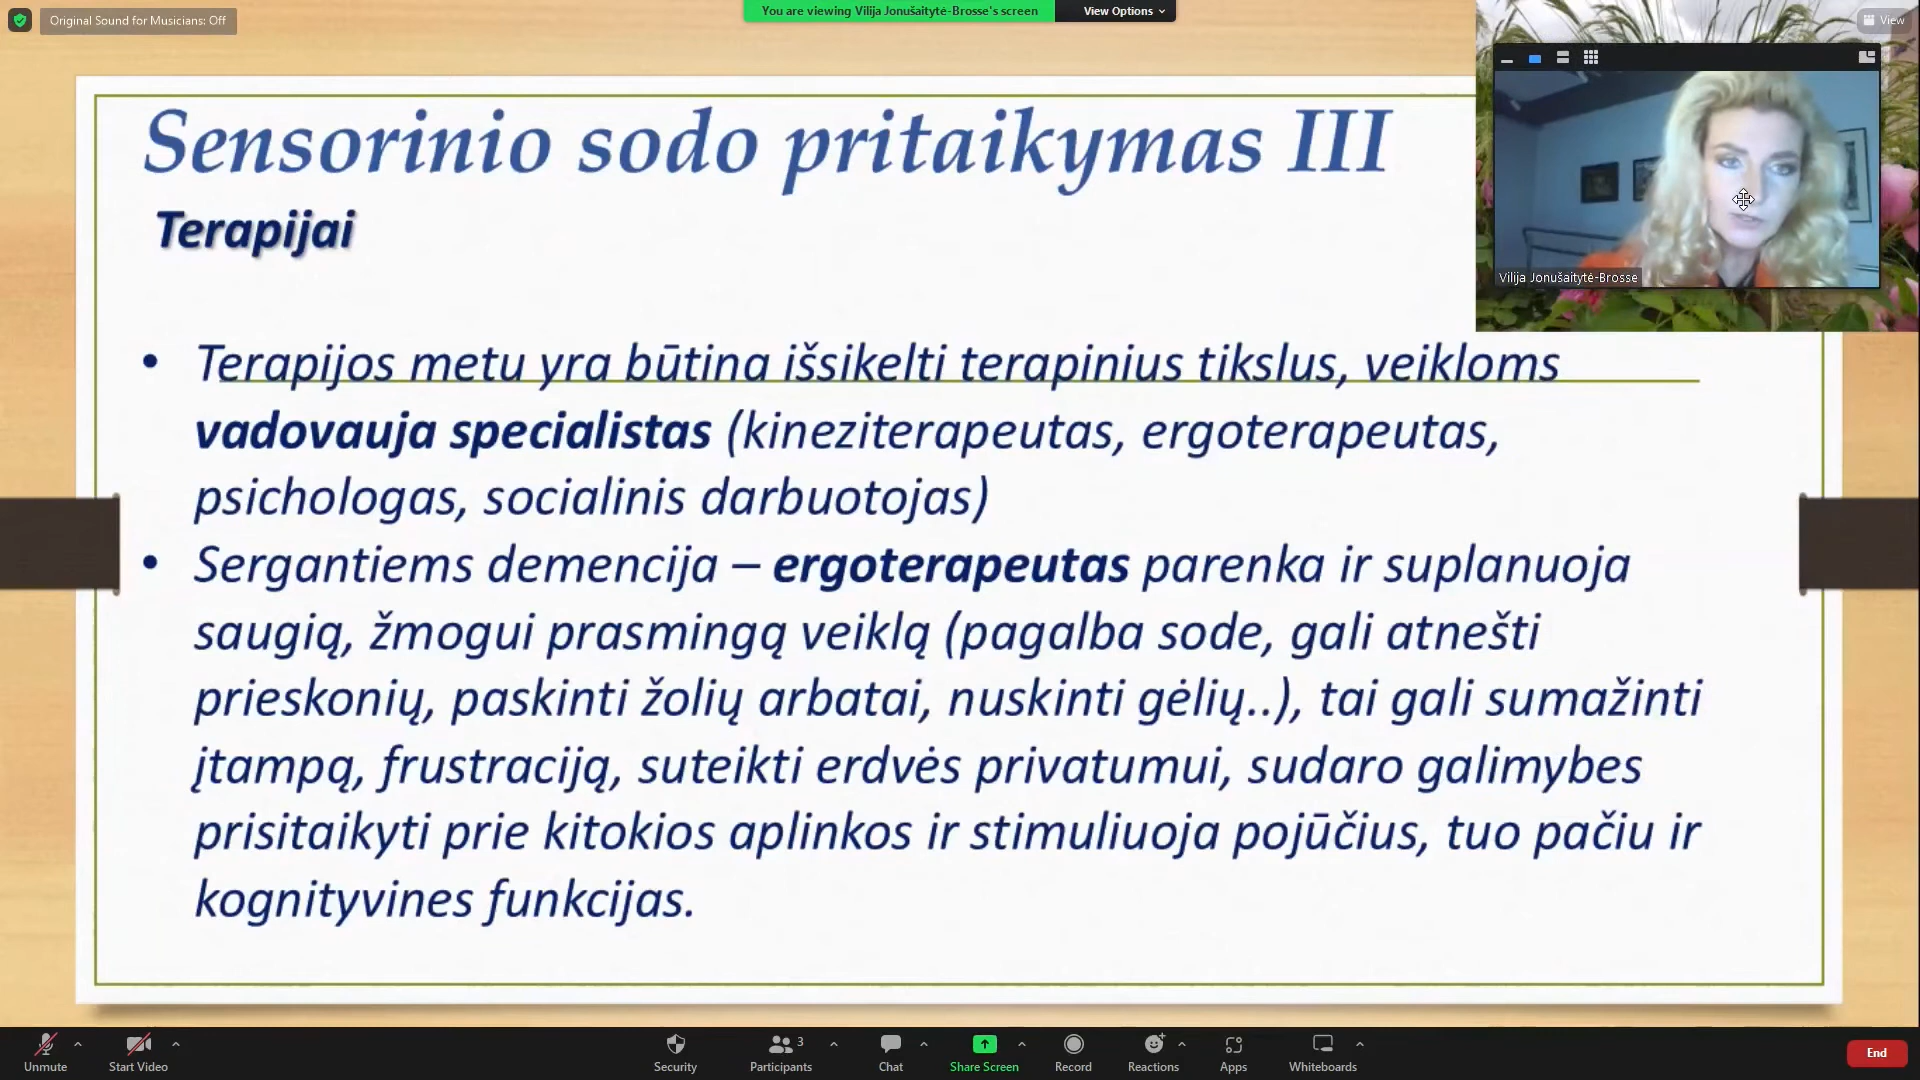 Original Sound for Musicians: Off
You are viewing Vilija Jonušaitytė-Brosse's screen
View Options
View
Vilija Jonušaitytė-Brosse
Sensorinio sodo pritaikymas III
Terapijai
• Terapijos metu yra būtina išsikelti terapinius tikslus, veikloms
vadovauja specialistas (kineziterapeutas, ergoterapeutas,
psichologas, socialinis darbuotojas)
• Sergantiems demencija – ergoterapeutas parenka ir suplanuoja
saugią, žmogui prasmingą veiklą (pagalba sode, gali atnešti
prieskonių, paskinti žolių arbatai, nuskinti gėlių..), tai gali sumažinti
įtampą, frustraciją, suteikti erdvės privatumui, sudaro galimybes
prisitaikyti prie kitokios aplinkos ir stimuliuoja pojūčius, tuo pačiu ir
kognityvines funkcijas.
Unmute
Start Video
Security
Participants
3
Chat
Share Screen
Record
Reactions
Apps
Whiteboards
End